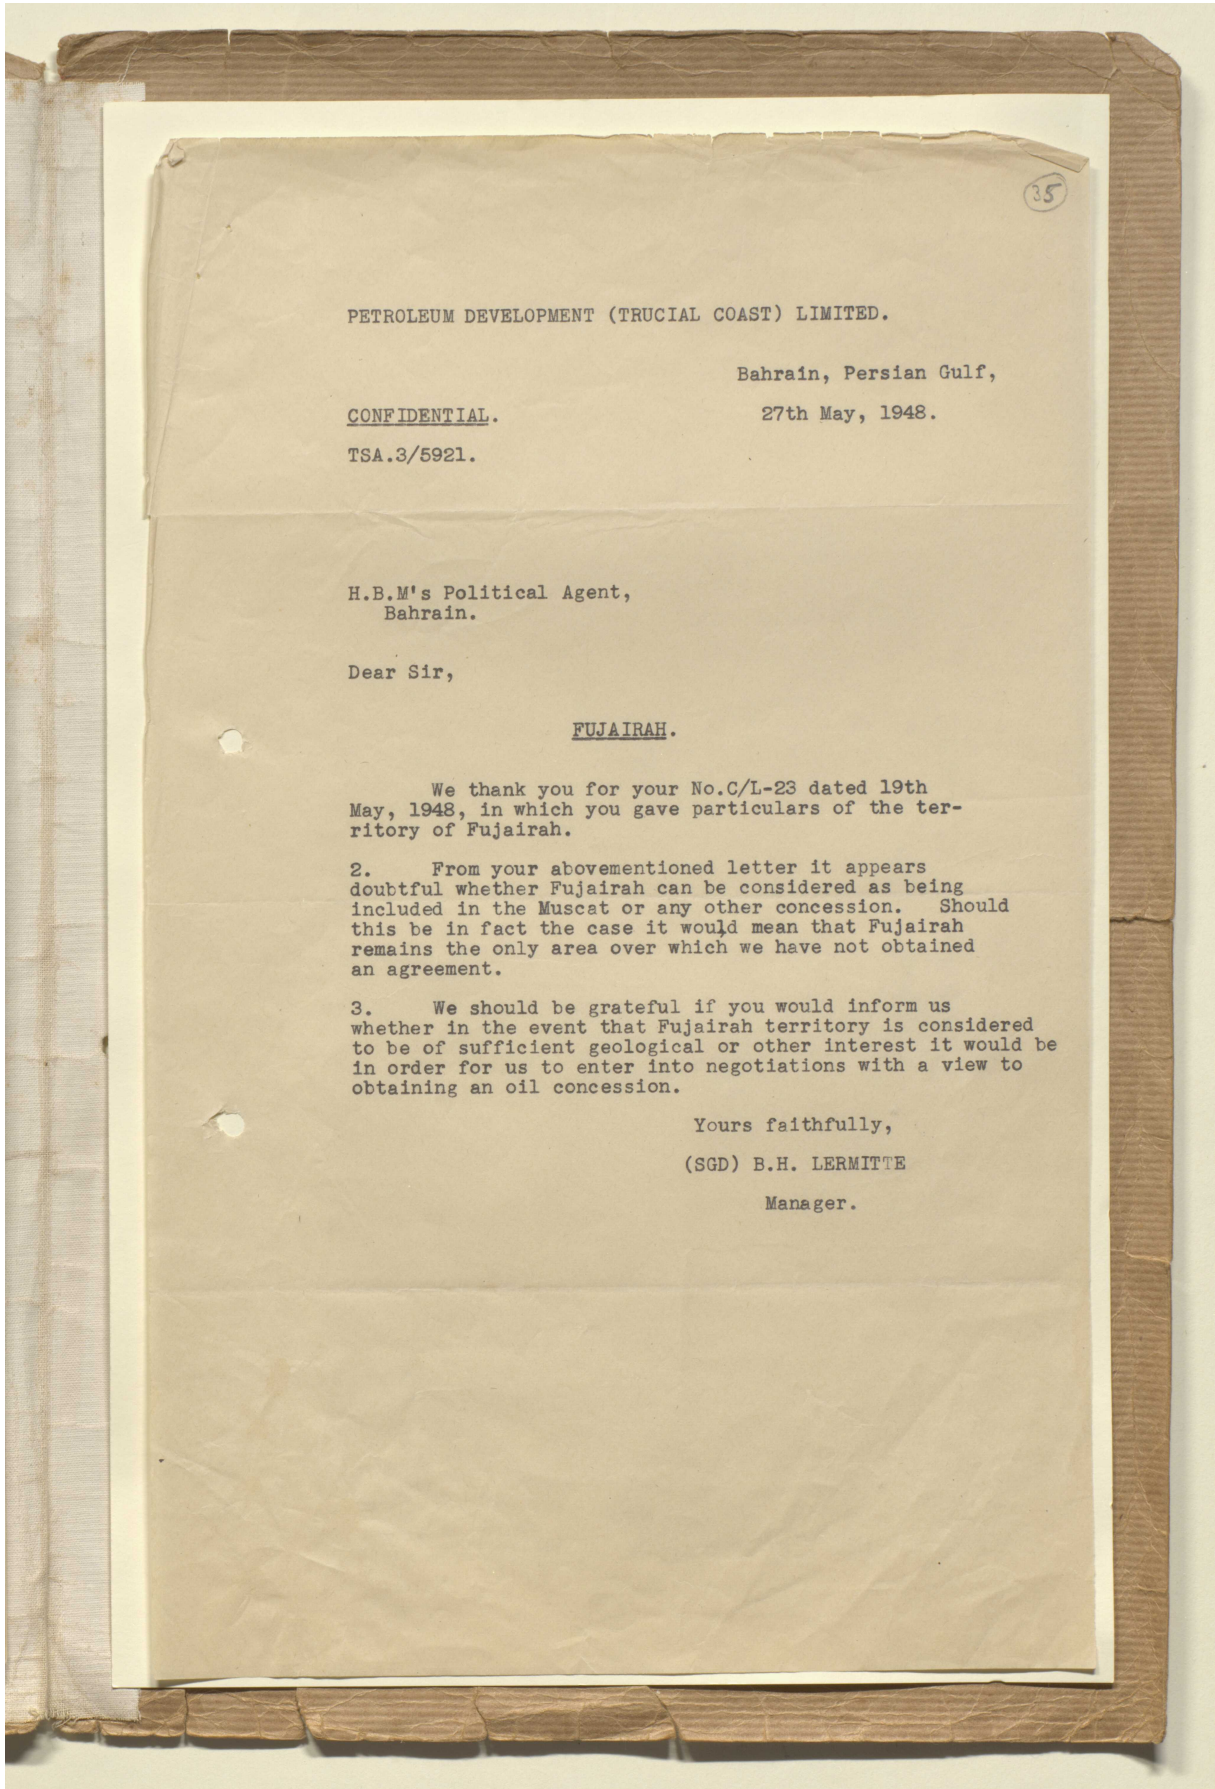 35
PETROLEUM DEVELOPMENT (TRUCIAL COAST) LIMITED.
Bahrain, Persian Gulf,
CONFIDENTIAL.
27th May, 1948.
TSA.3/5921.
H.B.M's Political Agent,
Bahrain.
Dear Sir,
FUJAIRAH.
We thank you for your No.C/L-23 dated 19th
May, 1948, in which you gave particulars of the ter-
ritory of Fujairah.
2. From your abovementioned letter it appears
doubtful whether Fujairah can be considered as being
included in the Muscat or any other concession. Should
this be in fact the case it would mean that Fujairah
remains the only area over which we have not obtained
an agreement.
3. We should be grateful if you would inform us
whether in the event that Fujairah territory is considered
to be of sufficient geological or other interest it would be
in order for us to enter into negotiations with a view to
obtaining an oil concession.
Yours faithfully,
(SGD) B.H. LERMITTE
Manager.